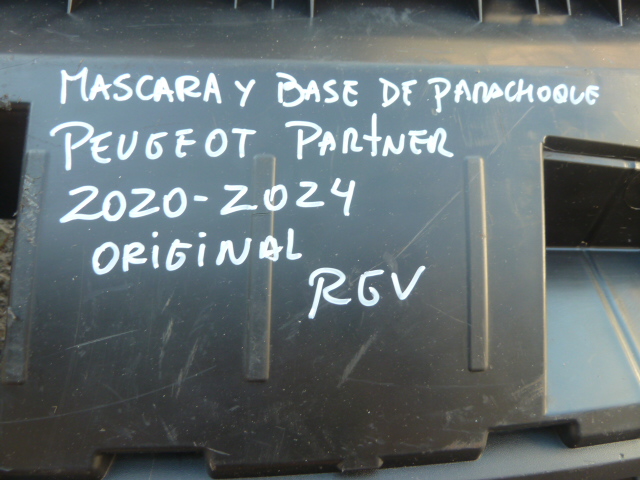 MASCARA Y BASE DE PARACHOQUE
PEUGEOT PARTNER
2020-2024
ORIGINAL
RGV